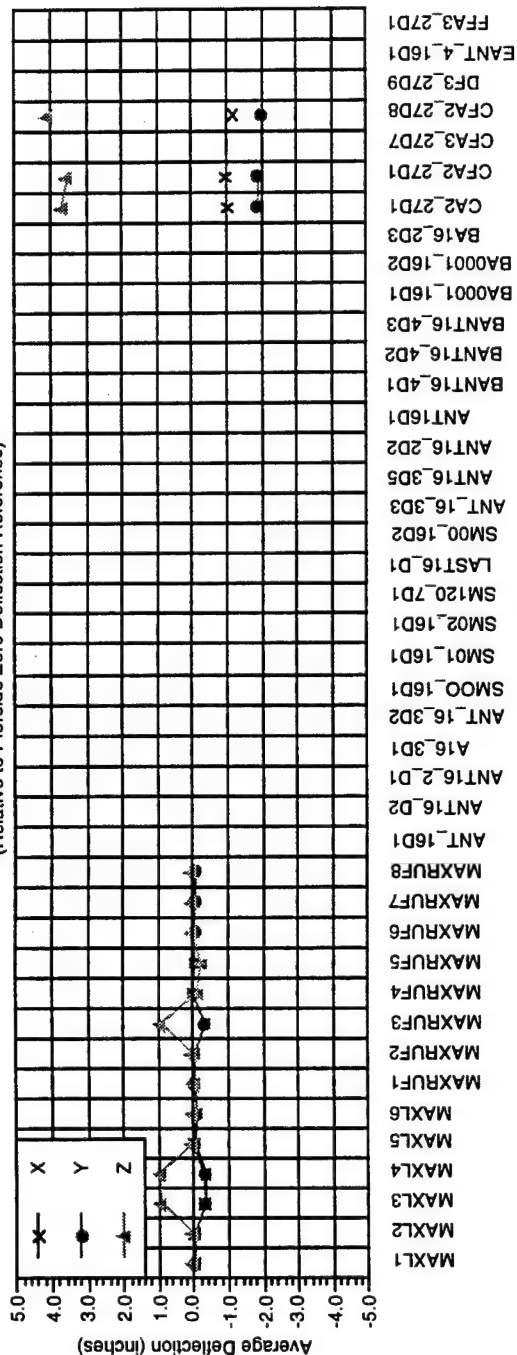 5.0
4.0
3.0
2.0
1.0
0.0
-1.0
-2.0
-3.0
-4.0
-5.0
Average Deflection (inches)
X
Y
Z
MAXL1
MAXL2
MAXL3
MAXL4
MAXL5
MAXL6
MAXRUF1
MAXRUF2
MAXRUF3
MAXRUF4
MAXRUF5
MAXRUF6
MAXRUF7
MAXRUF8
ANT_16D1
ANT16_D2
ANT16_2_D1
A16_3D1
ANT_16_3D2
SMOO_16D1
SM01_16D1
SM02_16D1
SM120_7D1
LAST16_D1
SM00_16D2
ANT_16_3D3
ANT16_3D5
ANT16_2D2
ANT16D1
BANT16_4D1
BANT16_4D2
BANT16_4D3
BA0001_16D1
BA0001_16D2
BA16_2D3
CA2_27D1
CFA2_27D1
CFA3_27D7
CFA2_27D8
DF3_27D9
EANT_4_16D1
FFA3_27D1